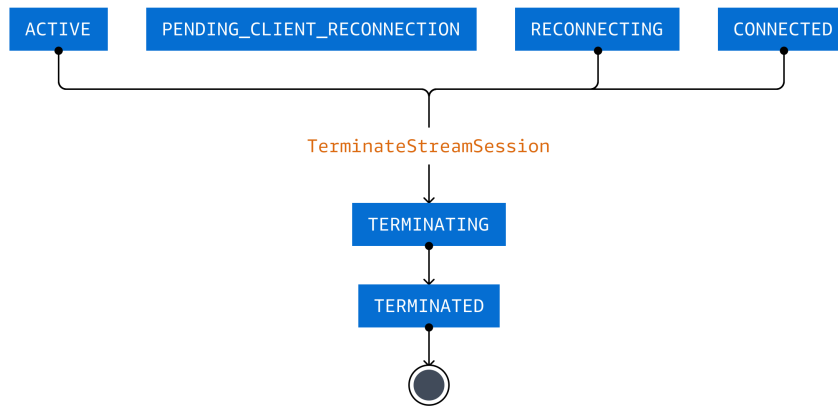 ACTIVE
PENDING_CLIENT_RECONNECTION
RECONNECTING
CONNECTED
TerminateStreamSession
TERMINATING
TERMINATED